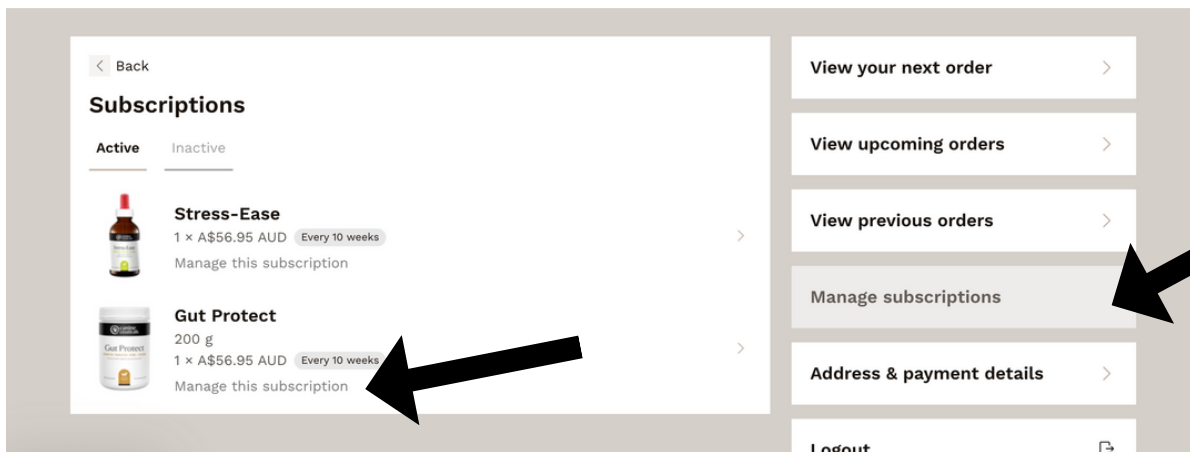 Back
Subscriptions
Active Inactive
Stress-Ease
1 × A$56.95 AUD Every 10 weeks
Manage this subscription
Gut Protect
Gut Protect
200 g
1 × A$56.95 AUD Every 10 weeks
Manage this subscription
View your next order
View upcoming orders
View previous orders
Manage subscriptions
Address & payment details
Logout